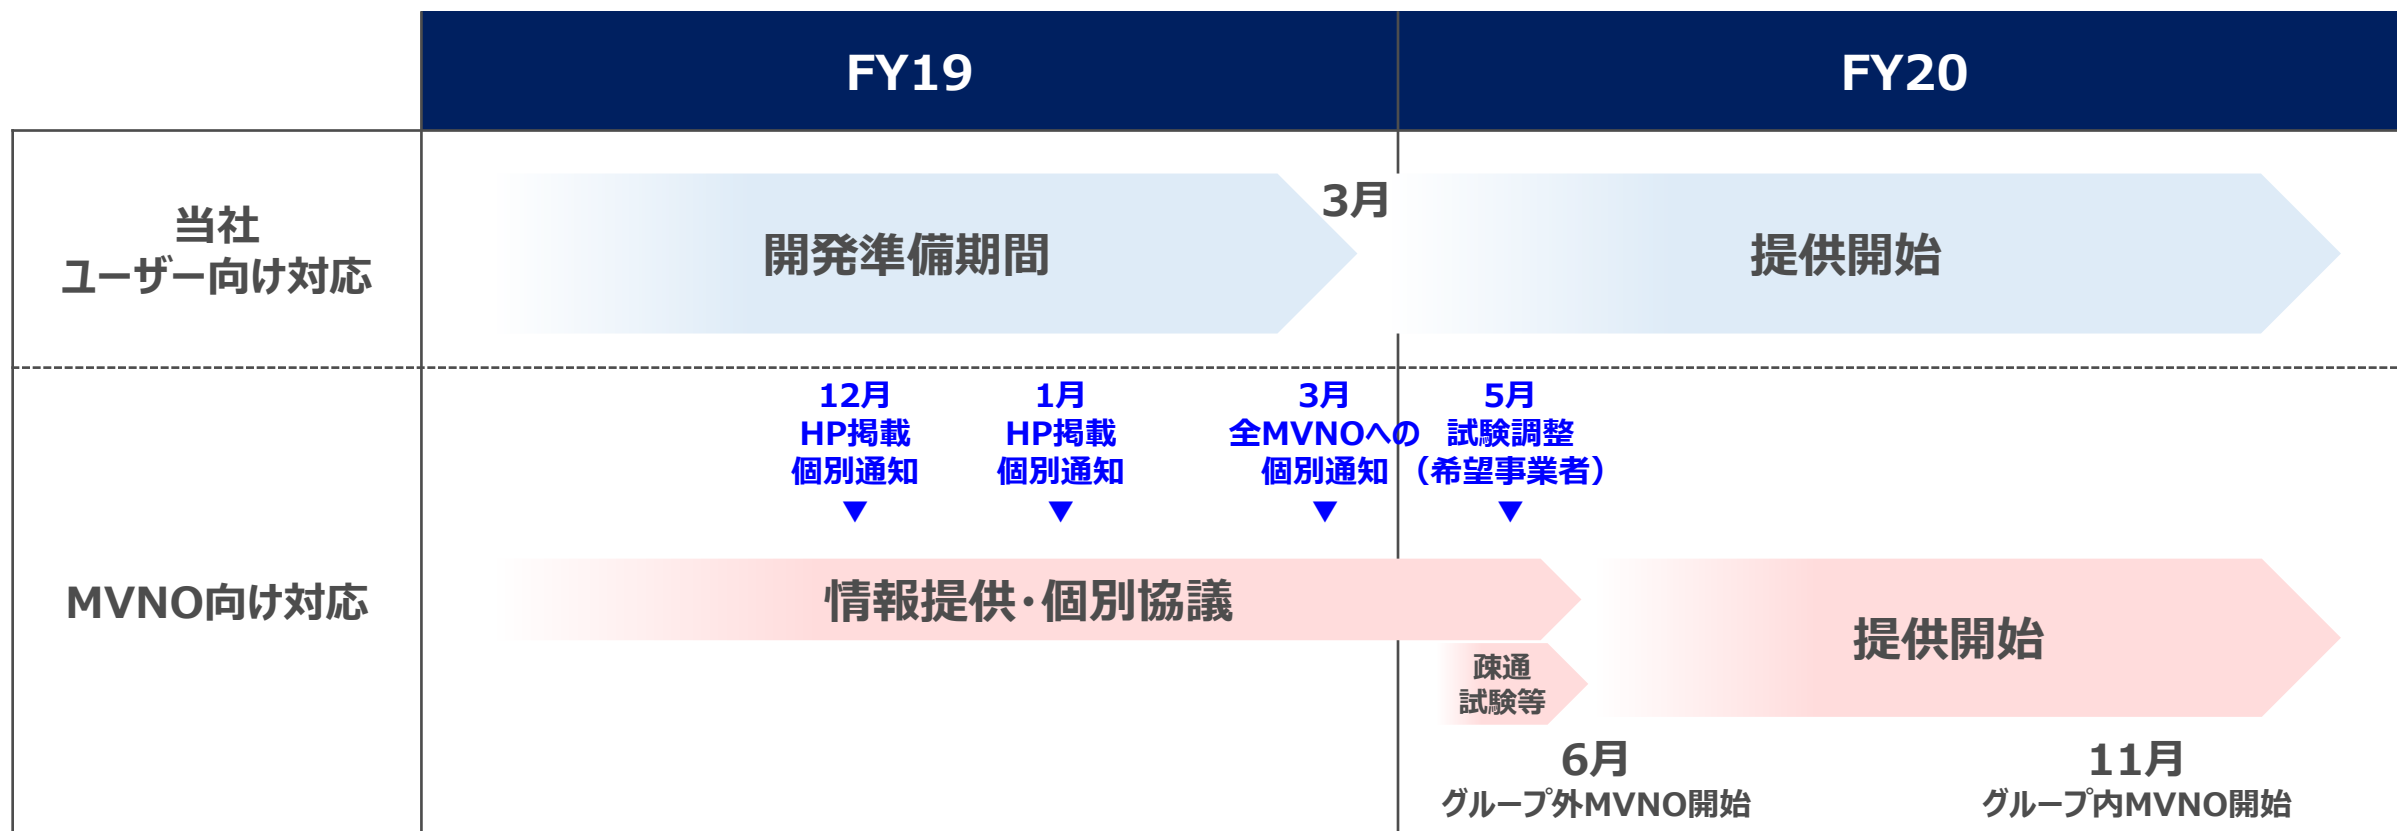 FY19
FY20
当社
ユーザー向け対応
開発準備期間
3月
提供開始
12月
HP掲載
個別通知
▼
1月
HP掲載
個別通知
▼
3月
全MVNOへの
個別通知
▼
5月
試験調整
（希望事業者）
▼
MVNO向け対応
情報提供・個別協議
疎通
試験等
提供開始
6月
グループ外MVNO開始
11月
グループ内MVNO開始